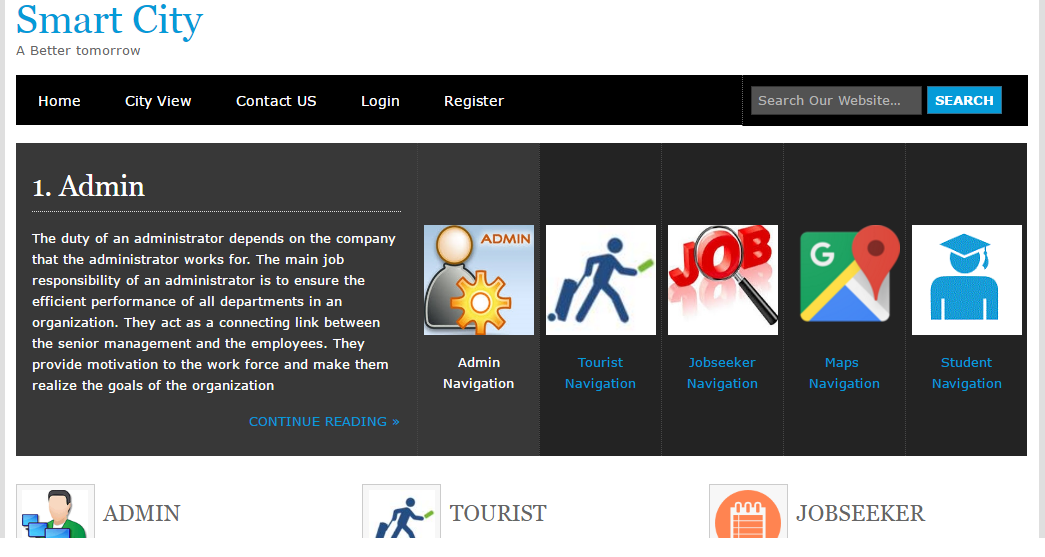 Smart City
A Better tomorrow
Home City View Contact US Login Register
Search Our Website... SEARCH
1. Admin
The duty of an administrator depends on the company
that the administrator works for. The main job
responsibility of an administrator is to ensure the
efficient performance of all departments in an
organization. They act as a connecting link between
the senior management and the employees. They
provide motivation to the work force and make them
realize the goals of the organization
CONTINUE READING »
ADMIN
Admin
Navigation
Tourist
Navigation
JOB
Jobseeker
Navigation
G
Maps
Navigation
Student
Navigation
ADMIN
TOURIST
JOBSEEKER